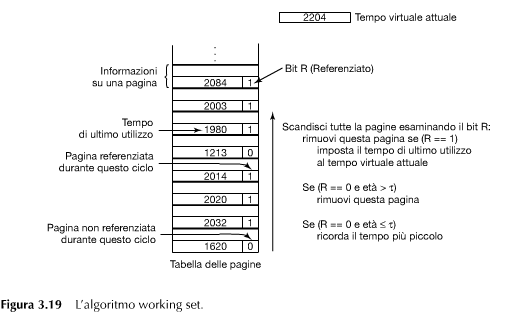 2204 Tempo virtuale attuale
Informazioni
su una pagina
Bit R (Referenziato)
2084 1
2003 1
Tempo
di ultimo utilizzo
1980 1
Pagina referenziata
durante questo ciclo
1213 0
2014 1
2020 1
Pagina non referenziata
durante questo ciclo
2032 1
1620 0
Tabella delle pagine
Scandisci tutte la pagine esaminando il bit R:
rimuovi questa pagina se (R == 1)
imposta il tempo di ultimo utilizzo
al tempo virtuale attuale
Se (R == 0 e età > τ)
rimuovi questa pagina
Se (R == 0 e età ≤ τ)
ricorda il tempo più piccolo
Figura 3.19 L'algoritmo working set.